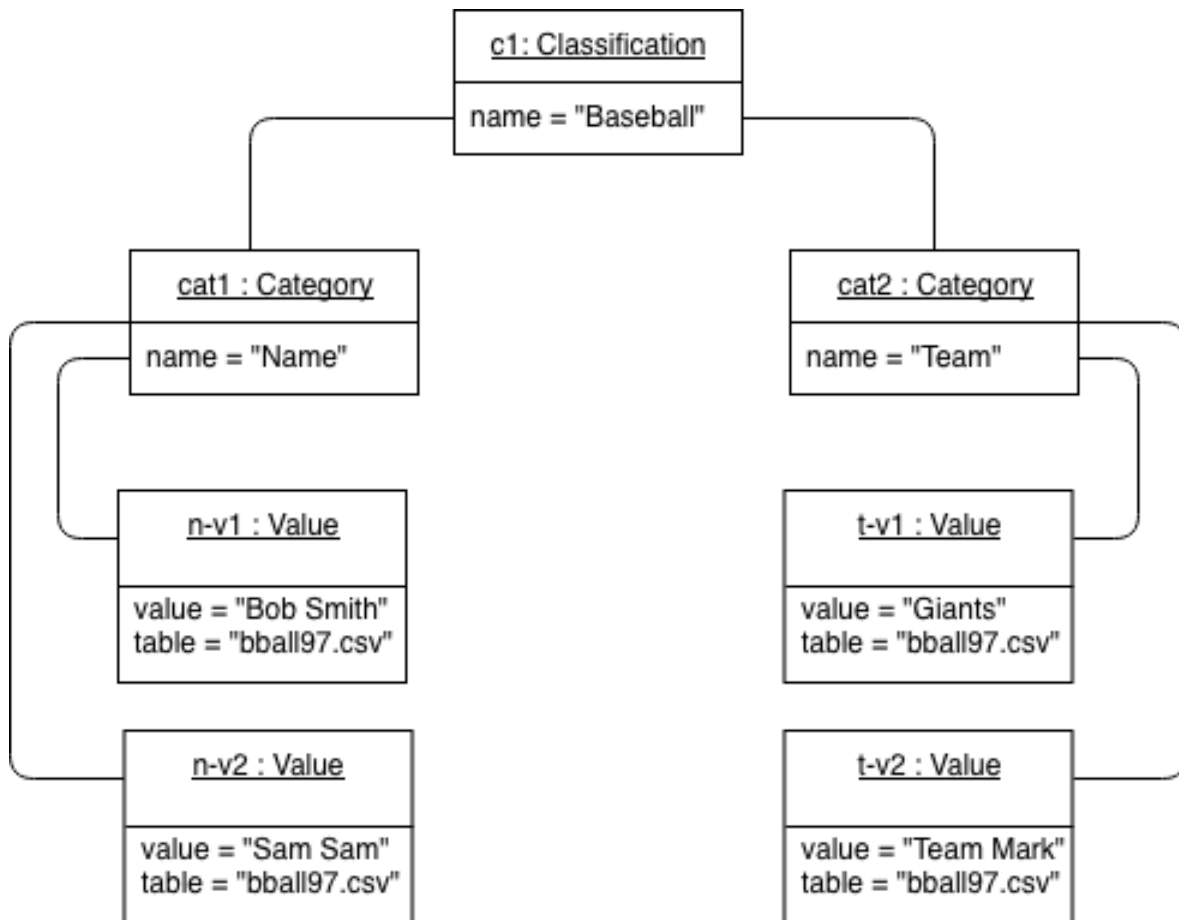 c1: Classification
name = "Baseball"
cat1 : Category
name = "Name"
cat2 : Category
name = "Team"
n-v1 : Value
value = "Bob Smith"
table = "bball97.csv"
t-v1 : Value
value = "Giants"
table = "bball97.csv"
n-v2 : Value
value = "Sam Sam"
table = "bball97.csv"
t-v2 : Value
value = "Team Mark"
table = "bball97.csv"